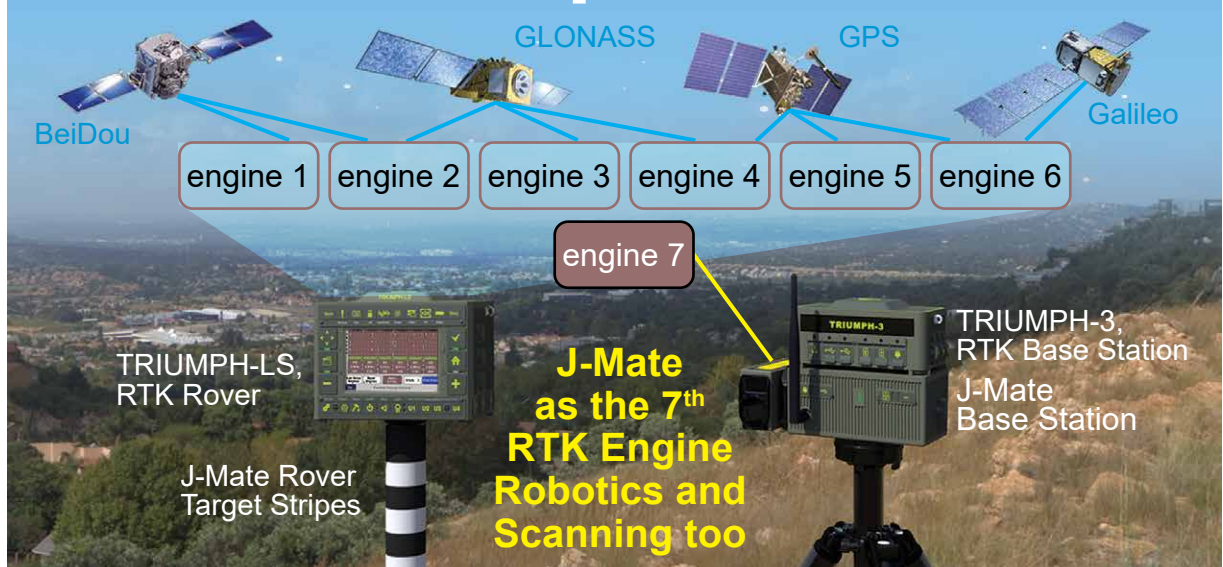 GLONASS
GPS
BeiDou
Galileo
engine 1
engine 2
engine 3
engine 4
engine 5
engine 6
engine 7
TRIUMPH-LS
TRIUMPH-3
TRIUMPH-LS,
RTK Rover
J-Mate Rover
Target Stripes
J-Mate
as the 7th
RTK Engine
Robotics and
Scanning too
TRIUMPH-3,
RTK Base Station
J-Mate
Base Station